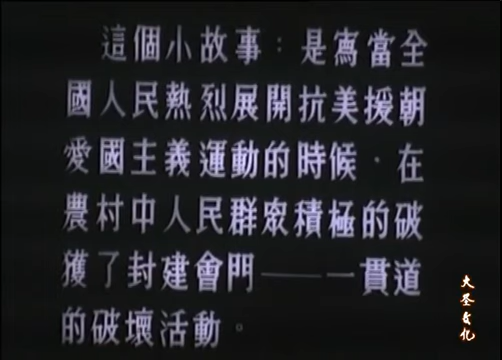 這個小故事：是寫當全
國人民熱烈展開抗美援朝
愛國主義運動的時候．在
農村中人民群眾積極的破
獲了封建會門——一貫道
的破壞活動。
大圣文化